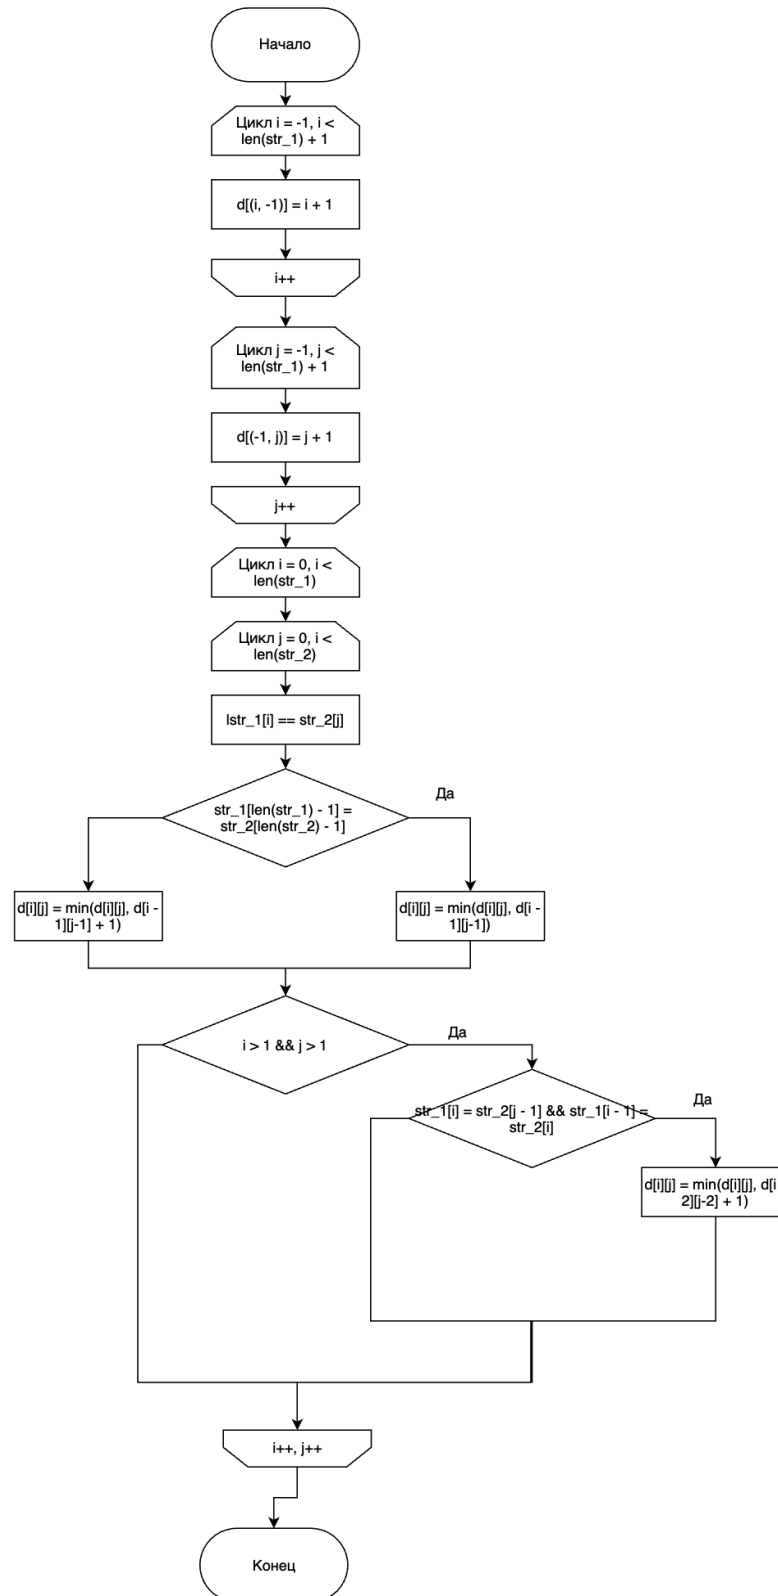 Начало
Цикл i = -1, i <
len(str_1) + 1
d[(i, -1)] = i + 1
i++
Цикл j = -1, j <
len(str_1) + 1
d[(-1, j)] = j + 1
j++
Цикл i = 0, i <
len(str_1)
Цикл j = 0, i <
len(str_2)
lstr_1[i] == str_2[j]
Да
str_1[len(str_1) - 1] =
str_2[len(str_2) - 1]
d[i][j] = min(d[i][j], d[i -
1][j-1] + 1)
d[i][j] = min(d[i][j], d[i -
1][j-1])
Да
i > 1 && j > 1
Да
str_1[i] = str_2[j - 1] && str_1[i - 1] =
str_2[i]
d[i][j] = min(d[i][j], d[i
2][j-2] + 1)
i++, j++
Конец